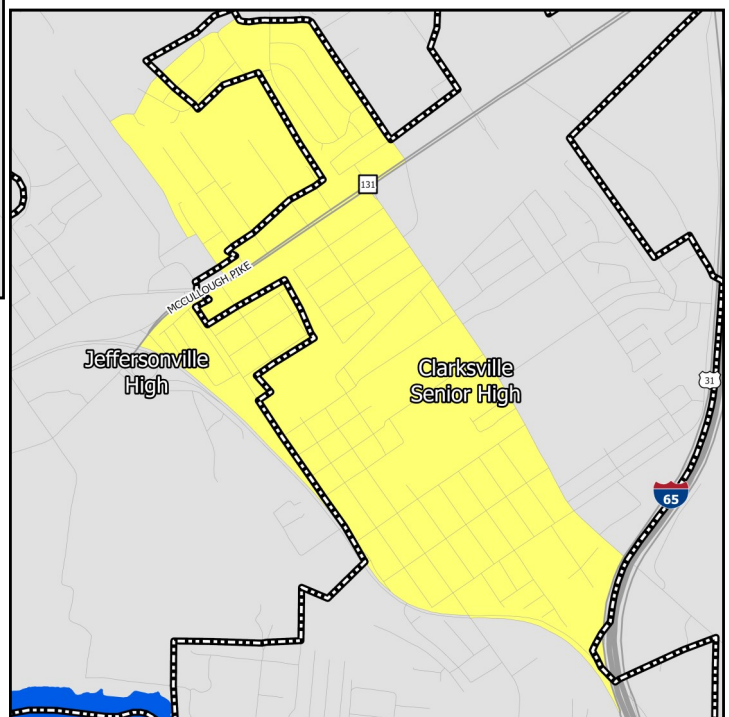 131
MCCULLOUGH PIKE
Jeffersonville
High
Clarksville
Senior High
31
65